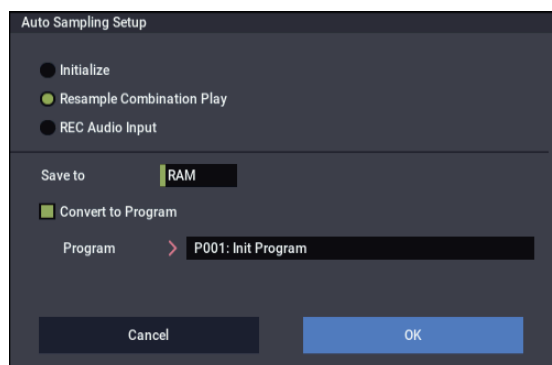 Auto Sampling Setup
Initialize
Resample Combination Play
REC Audio Input
Save to RAM
Convert to Program
Program > P001: Init Program
Cancel OK